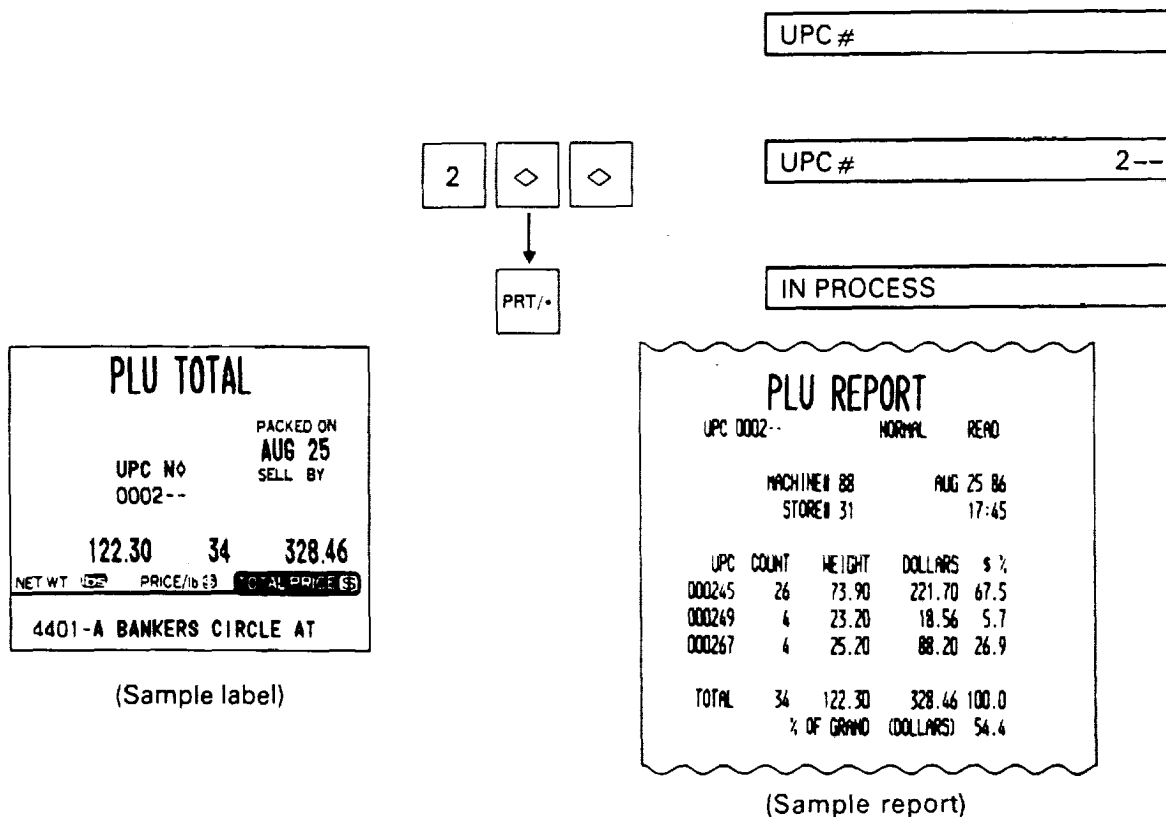 UPC #
2 ◇ ◇
UPC # 2--
PRT/•
IN PROCESS
PLU TOTAL
PACKED ON
AUG 25
UPC N◊
SELL BY
0002--
122.30 34 328.46
NET WT lbs PRICE/lb TOTAL PRICE $
4401-A BANKERS CIRCLE AT
(Sample label)
PLU REPORT
UPC 0002-- NORMAL READ
MACHINE# 88 AUG 25 86
STORE# 31 17:45
UPC COUNT WEIGHT DOLLARS $ %
000245 26 73.90 221.70 67.5
000249 4 23.20 18.56 5.7
000267 4 25.20 88.20 26.9
TOTAL 34 122.30 328.46 100.0
% OF GRAND (DOLLARS) 54.4
(Sample report)